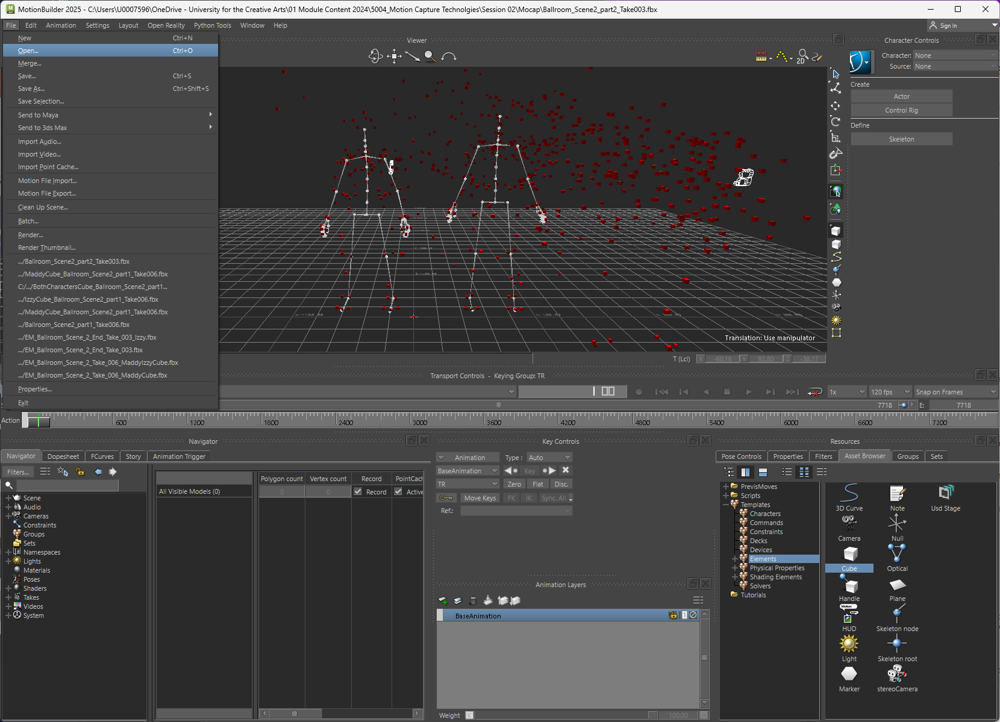 MotionBuilder 2025 - C:\Users\U0007596\OneDrive - University for the Creative Arts\01 Module Content 2024\5004_Motion Capture Technolgies\Session 02\Mocap\Ballroom_Scene2_part2_Take003.fbx
File Edit Animation Settings Layout Open Reality Python Tools Window Help
Sign In
New Ctrl+N
Open... Ctrl+O
Merge...
Save... Ctrl+S
Save As... Ctrl+Shift+S
Save Selection...
Send to Maya
Send to 3ds Max
Import Audio...
Import Video...
Import Point Cache...
Motion File Import...
Motion File Export...
Clean Up Scene...
Batch...
Render...
Render Thumbnail...
.../Ballroom_Scene2_part2_Take003.fbx
.../MaddyCube_Ballroom_Scene2_part1_Take006.fbx
C:/.../BothCharactersCube_Ballroom_Scene2_part1...
.../IzzyCube_Ballroom_Scene2_part1_Take006.fbx
.../MaddyCube_Ballroom_Scene2_part1_Take006.fbx
.../Ballroom_Scene2_part1_Take006.fbx
.../EM_Ballroom_Scene_2_End_Take_003_Izzy.fbx
.../EM_Ballroom_Scene_2_End_Take_003.fbx
.../EM_Ballroom_Scene_2_Take_006_MaddyIzzyCube.fbx
.../EM_Ballroom_Scene_2_Take_006_MaddyCube.fbx
Properties...
Exit
Viewer
2D
Translation: Use manipulator
T (Lcl) X -60.16 Y 92.80 Z -38.17
Character Controls
Character: None
Source: None
Create
Actor
Control Rig
Define
Skeleton
Transport Controls - Keying Group: TR
1x 120 fps Snap on Frames
7718 E: 7718
Action 600 1200 1800 2400 3000 3600 4200 4800 5400 6000 6600 7200
Navigator
Navigator Dopesheet FCurves Story Animation Trigger
Filters...
Scene
Audio
Cameras
Constraints
Groups
Sets
Namespaces
Lights
Materials
Poses
Shaders
Takes
Videos
System
Polygon count Vertex count Record PointCach
All Visible Models (0) 0 0 Record Active
Key Controls
Animation Type : Auto
BaseAnimation Key
TR Zero Flat Disc.
Move Keys FK IK Sync. All
Ref.:
Animation Layers
BaseAnimation 1
Weight K 100.00 A
Resources
Pose Controls Properties Filters Asset Browser Groups Sets
PrevisMoves
Scripts
Templates
Characters
Commands
Constraints
Decks
Devices
Elements
Physical Properties
Shading Elements
Solvers
Tutorials
3D Curve Note Usd Stage
Camera Null
Cube Optical
Handle Plane
HUD Skeleton node
Light Skeleton root
Marker stereoCamera